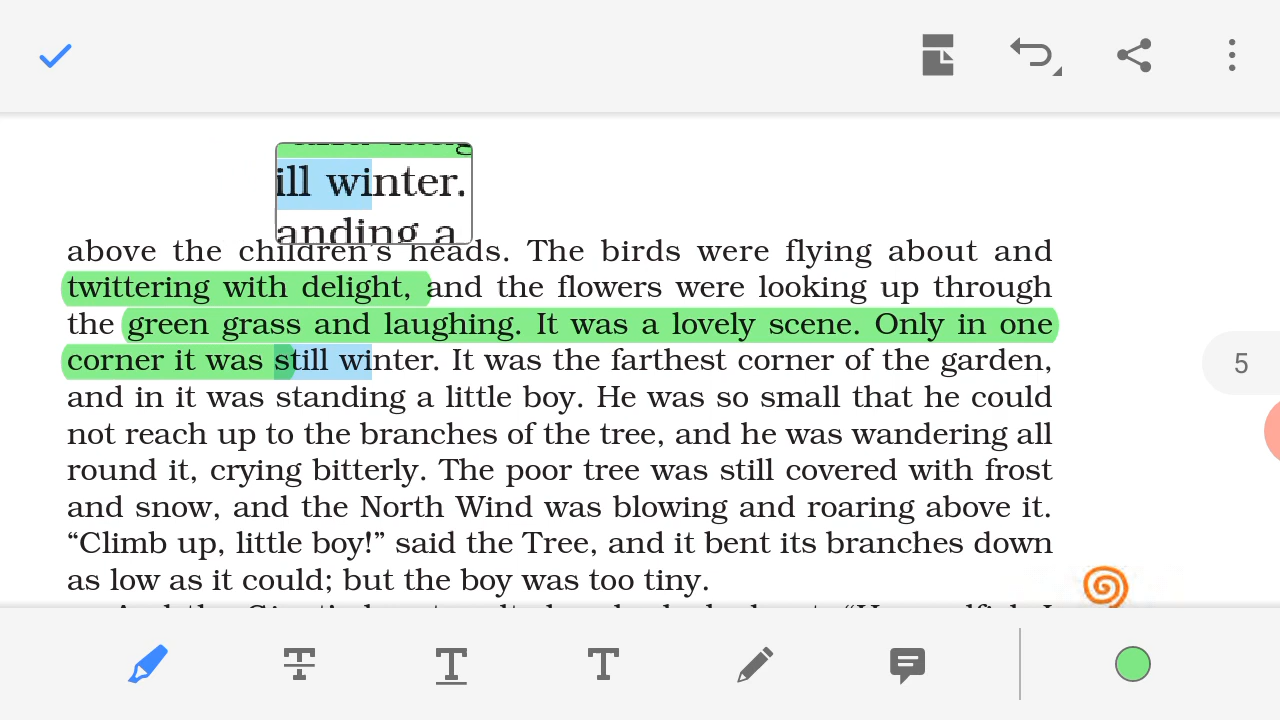 ill winter.
anding a
above the children's heads. The birds were flying about and
twittering with delight, and the flowers were looking up through
the green grass and laughing. It was a lovely scene. Only in one
corner it was still winter. It was the farthest corner of the garden,
and in it was standing a little boy. He was so small that he could
not reach up to the branches of the tree, and he was wandering all
round it, crying bitterly. The poor tree was still covered with frost
and snow, and the North Wind was blowing and roaring above it.
“Climb up, little boy!” said the Tree, and it bent its branches down
as low as it could; but the boy was too tiny.
5